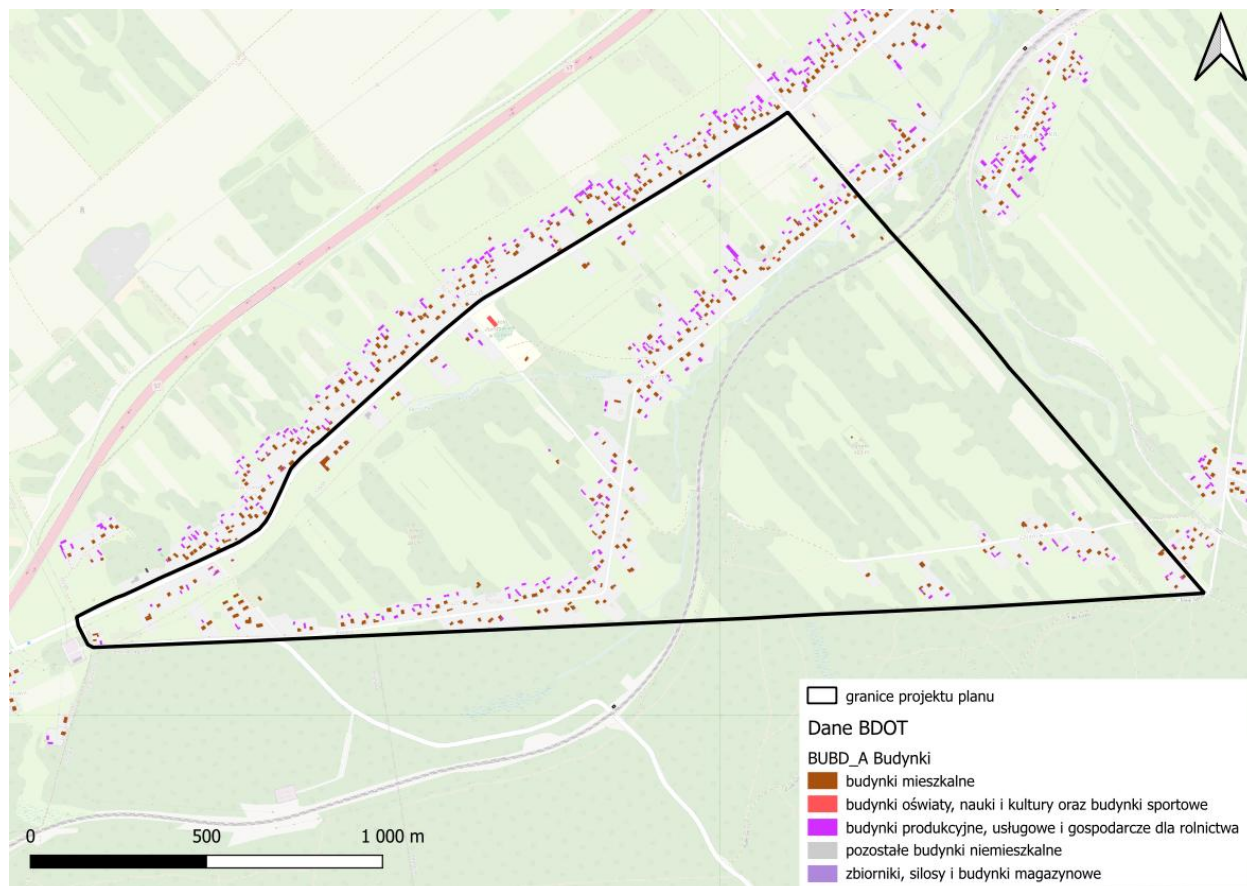 granice projektu planu
Dane BDOT
BUBD_A Budynki
budynki mieszkalne
budynki oświaty, nauki i kultury oraz budynki sportowe
budynki produkcyjne, usługowe i gospodarcze dla rolnictwa
pozostałe budynki niemieszkalne
zbiorniki, silosy i budynki magazynowe
0 500 1 000 m